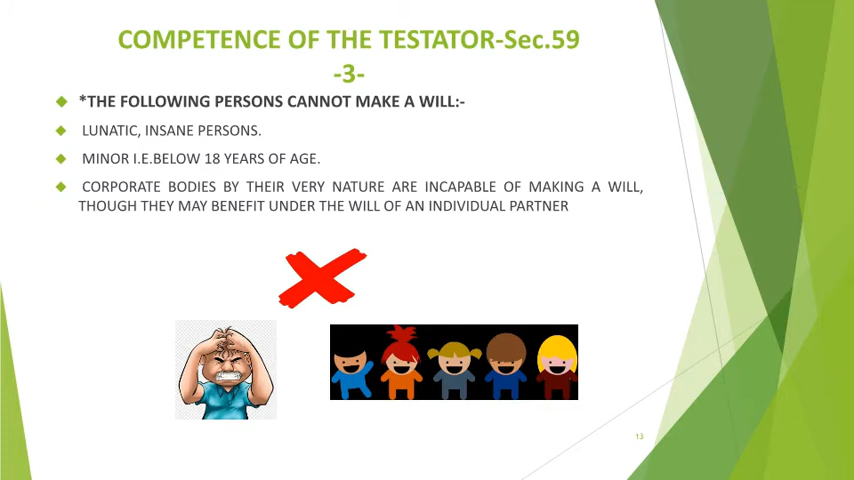 COMPETENCE OF THE TESTATOR-Sec.59
-3-
*THE FOLLOWING PERSONS CANNOT MAKE A WILL:-
LUNATIC, INSANE PERSONS.
MINOR I.E.BELOW 18 YEARS OF AGE.
CORPORATE BODIES BY THEIR VERY NATURE ARE INCAPABLE OF MAKING A WILL,
THOUGH THEY MAY BENEFIT UNDER THE WILL OF AN INDIVIDUAL PARTNER
13